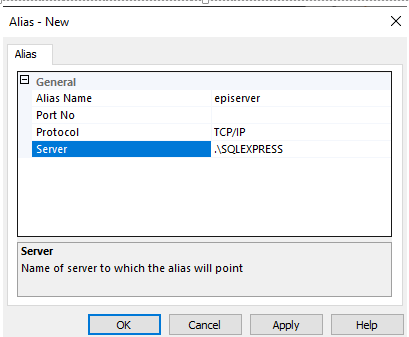 Alias - New
Alias
General
Alias Name episerver
Port No
Protocol TCP/IP
Server .\SQLEXPRESS
Server
Name of server to which the alias will point
OK Cancel Apply Help